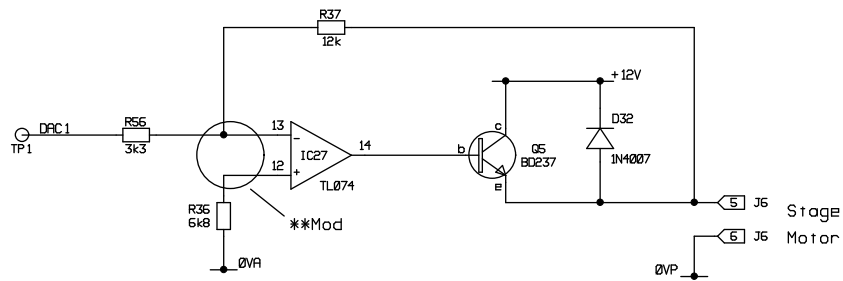 R37
12k
+12V
DAC1
R56
13
D32
TP1
3k3
-
IC27
14
c
b
Q5
BD237
1N4007
12
+
TL074
e
R36
6k8
**Mod
5
J6
Stage
6
J6
Motor
0VA
0VP